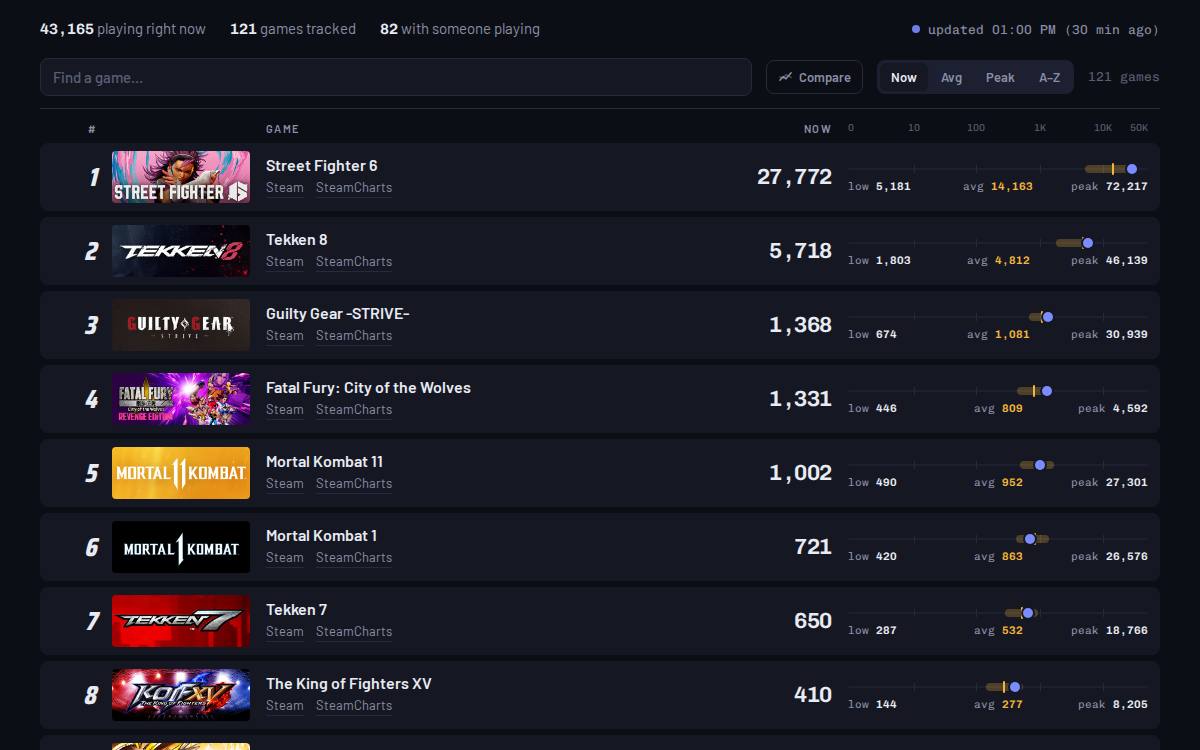 43,165 playing right now 121 games tracked 82 with someone playing updated 01:00 PM (30 min ago)
Find a game... Compare Now Avg Peak A–Z 121 games
# GAME NOW 0 10 100 1K 10K 50K
1 STREET FIGHTER 6 Street Fighter 6 27,772
Steam SteamCharts low 5,181 avg 14,163 peak 72,217
2 TEKKEN 8 Tekken 8 5,718
Steam SteamCharts low 1,803 avg 4,812 peak 46,139
3 GUILTY GEAR - STRIVE - Guilty Gear -STRIVE- 1,368
Steam SteamCharts low 674 avg 1,081 peak 30,939
4 FATAL FURY City of the Wolves REVENGE EDITION Fatal Fury: City of the Wolves 1,331
Steam SteamCharts low 446 avg 809 peak 4,592
5 MORTAL 11 KOMBAT Mortal Kombat 11 1,002
Steam SteamCharts low 490 avg 952 peak 27,301
6 MORTAL 1 KOMBAT Mortal Kombat 1 721
Steam SteamCharts low 420 avg 863 peak 26,576
7 TEKKEN 7 Tekken 7 650
Steam SteamCharts low 287 avg 532 peak 18,766
8 KOF XV THE KING OF FIGHTERS The King of Fighters XV 410
Steam SteamCharts low 144 avg 277 peak 8,205